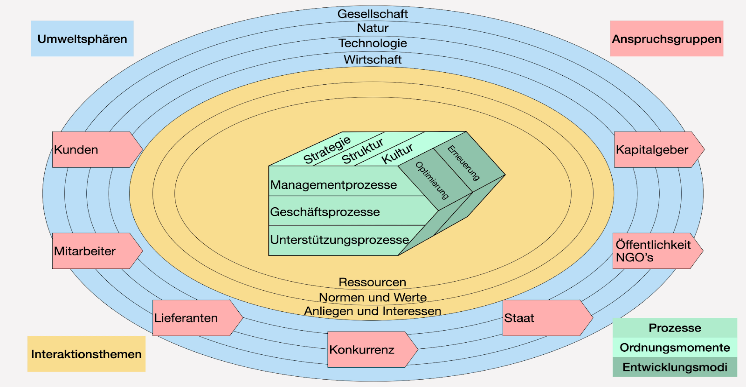 Gesellschaft
Natur
Technologie
Wirtschaft
Umweltsphären
Anspruchsgruppen
Kunden
Kapitalgeber
Strategie
Struktur
Kultur
Optimierung
Erneuerung
Managementprozesse
Geschäftsprozesse
Unterstützungsprozesse
Mitarbeiter
Öffentlichkeit
NGO's
Ressourcen
Normen und Werte
Anliegen und Interessen
Lieferanten
Staat
Konkurrenz
Interaktionsthemen
Prozesse
Ordnungsmomente
Entwicklungsmodi